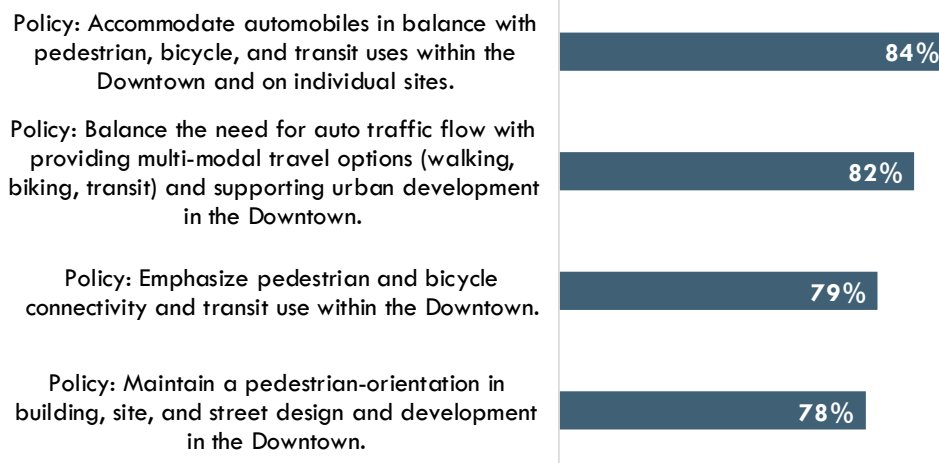 Policy: Accommodate automobiles in balance with
pedestrian, bicycle, and transit uses within the
Downtown and on individual sites.
84%
Policy: Balance the need for auto traffic flow with
providing multi-modal travel options (walking,
biking, transit) and supporting urban development
in the Downtown.
82%
Policy: Emphasize pedestrian and bicycle
connectivity and transit use within the Downtown.
79%
Policy: Maintain a pedestrian-orientation in
building, site, and street design and development
in the Downtown.
78%